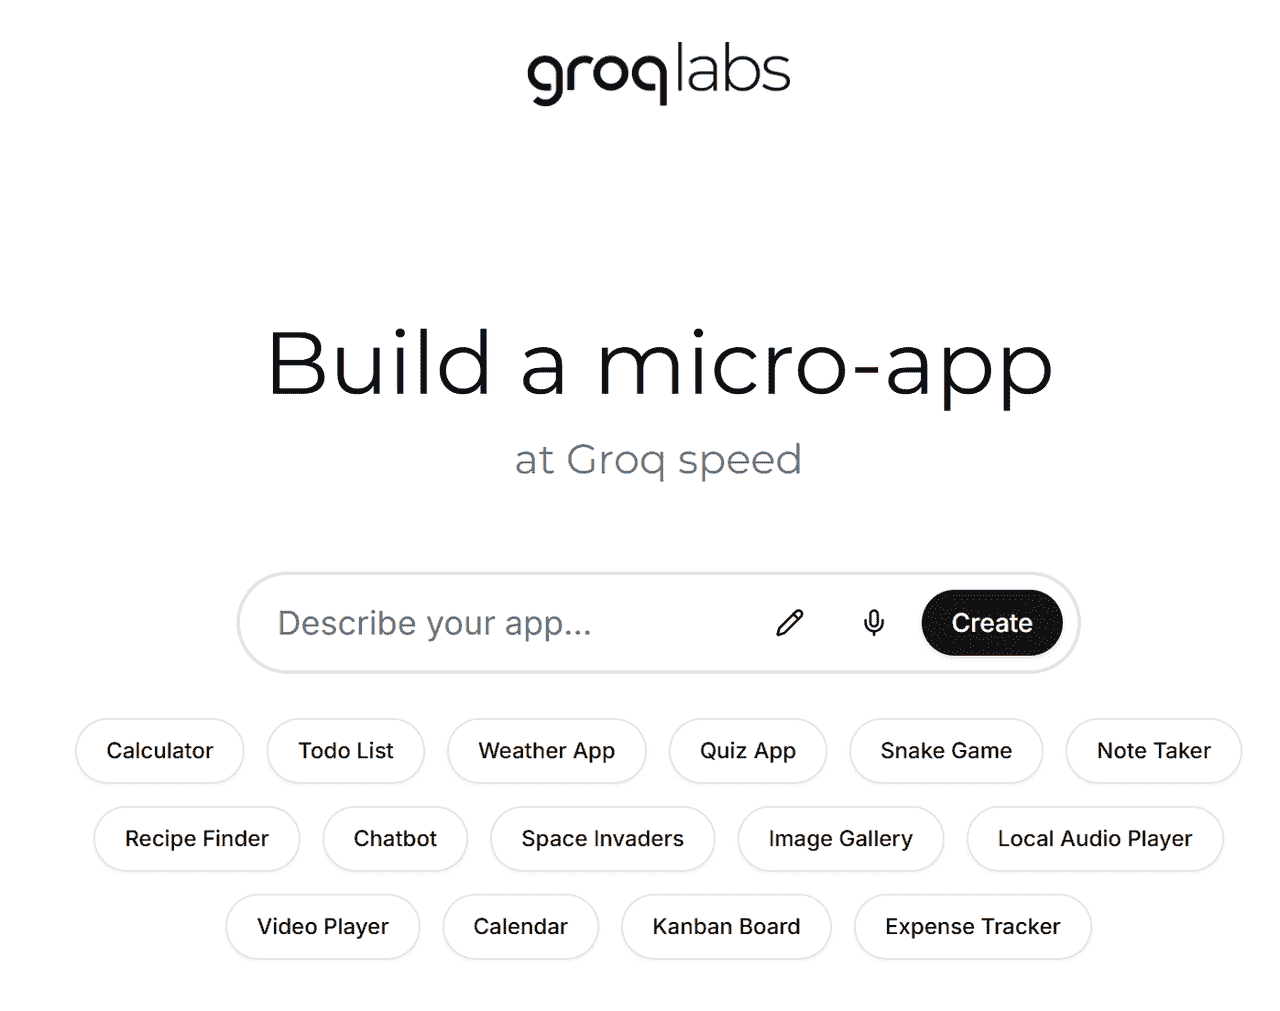 groqlabs
Build a micro-app
at Groq speed
Describe your app...
Create
Calculator Todo List Weather App Quiz App Snake Game Note Taker
Recipe Finder Chatbot Space Invaders Image Gallery Local Audio Player
Video Player Calendar Kanban Board Expense Tracker